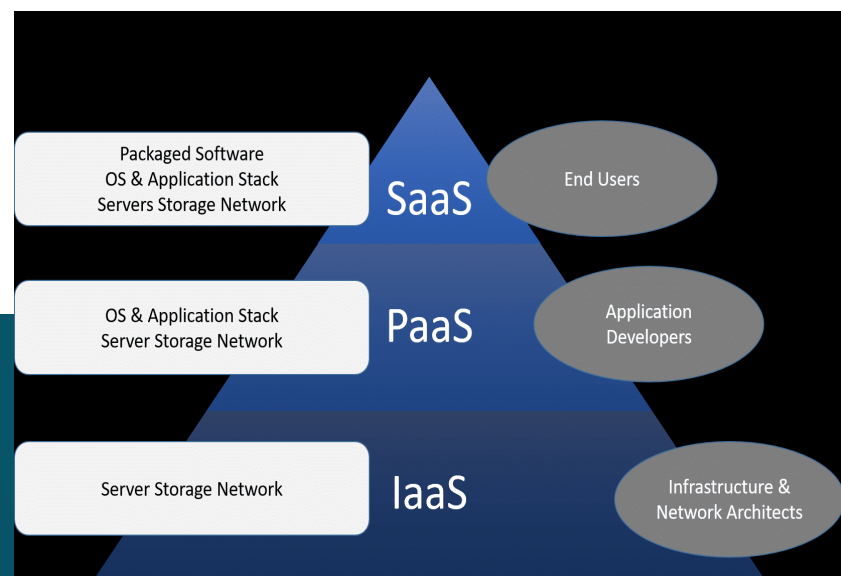 Packaged Software
OS & Application Stack
Servers Storage Network
SaaS
End Users
OS & Application Stack
Server Storage Network
PaaS
Application
Developers
Server Storage Network
IaaS
Infrastructure &
Network Architects